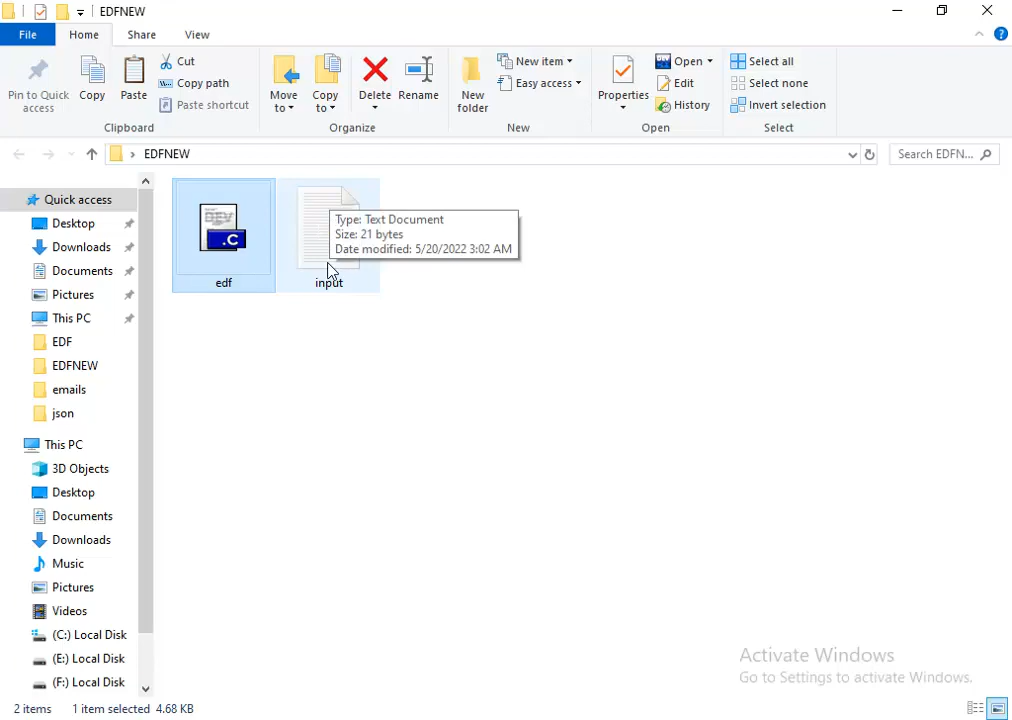 EDFNEW
File
Home
Share
View
Pin to Quick access
Copy
Paste
Cut
Copy path
Paste shortcut
Clipboard
Move to
Copy to
Delete
Rename
Organize
New folder
New item
Easy access
New
Properties
Open
Edit
History
Open
Select all
Select none
Invert selection
Select
EDFNEW
Search EDFN...
Quick access
Desktop
Downloads
Documents
Pictures
This PC
EDF
EDFNEW
emails
json
This PC
3D Objects
Desktop
Documents
Downloads
Music
Pictures
Videos
(C:) Local Disk
(E:) Local Disk
(F:) Local Disk
DEV
.C
edf
input
Type: Text Document
Size: 21 bytes
Date modified: 5/20/2022 3:02 AM
Activate Windows
Go to Settings to activate Windows.
2 items
1 item selected 4.68 KB